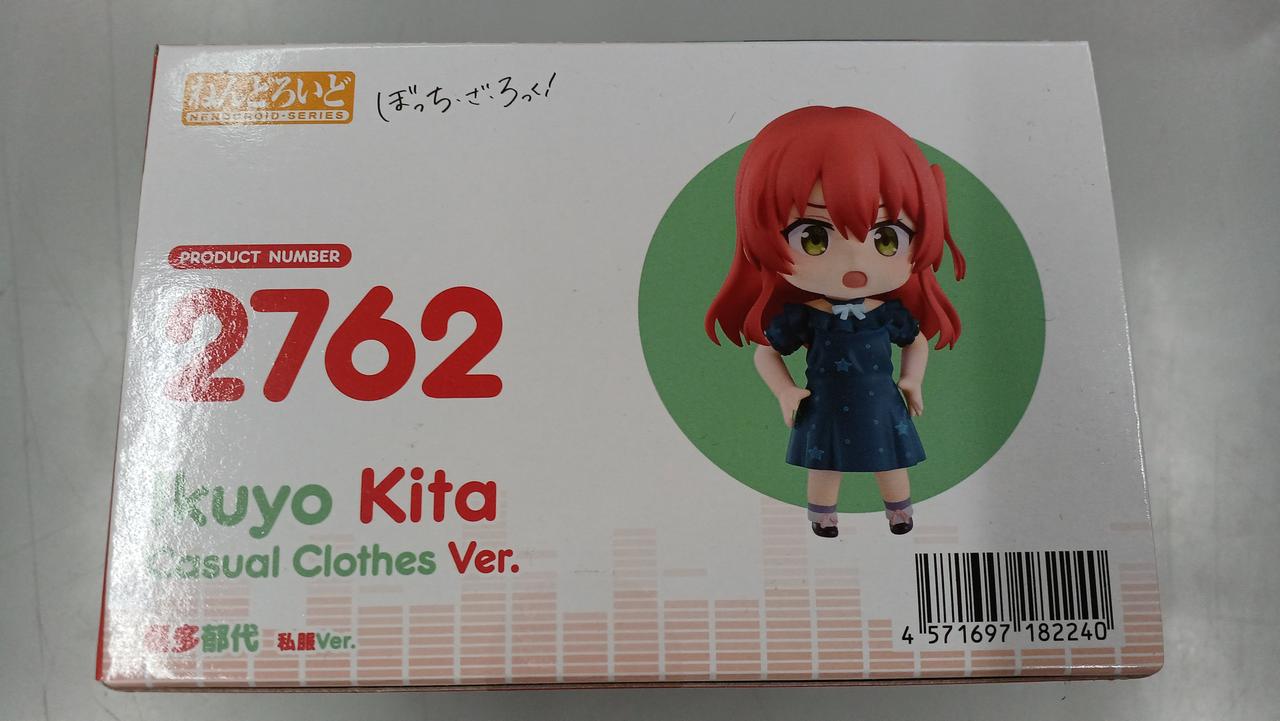 ねんどろいど
NENDOROID・SERIES
ぼっち・ざ・ろっく!
PRODUCT NUMBER
2762
Ikuyo Kita
Casual Clothes Ver.
喜多郁代 私服Ver.
4 571697 182240